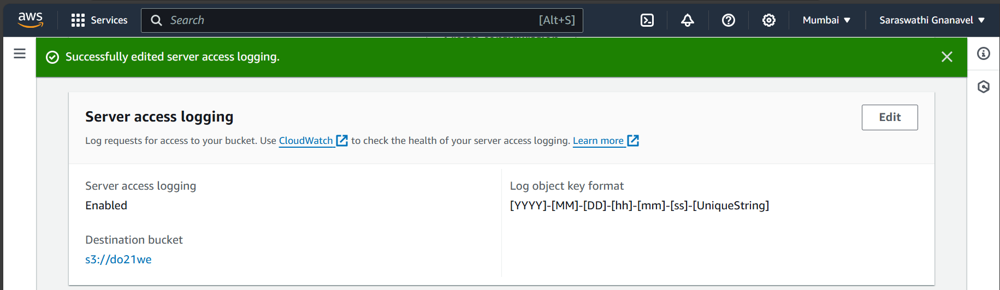 aws
Services
Search
[Alt+S]
Mumbai
Saraswathi Gnanavel
Successfully edited server access logging.
Server access logging
Edit
Log requests for access to your bucket. Use CloudWatch to check the health of your server access logging. Learn more
Server access logging
Enabled
Log object key format
[YYYY]-[MM]-[DD]-[hh]-[mm]-[ss]-[UniqueString]
Destination bucket
s3://do21we